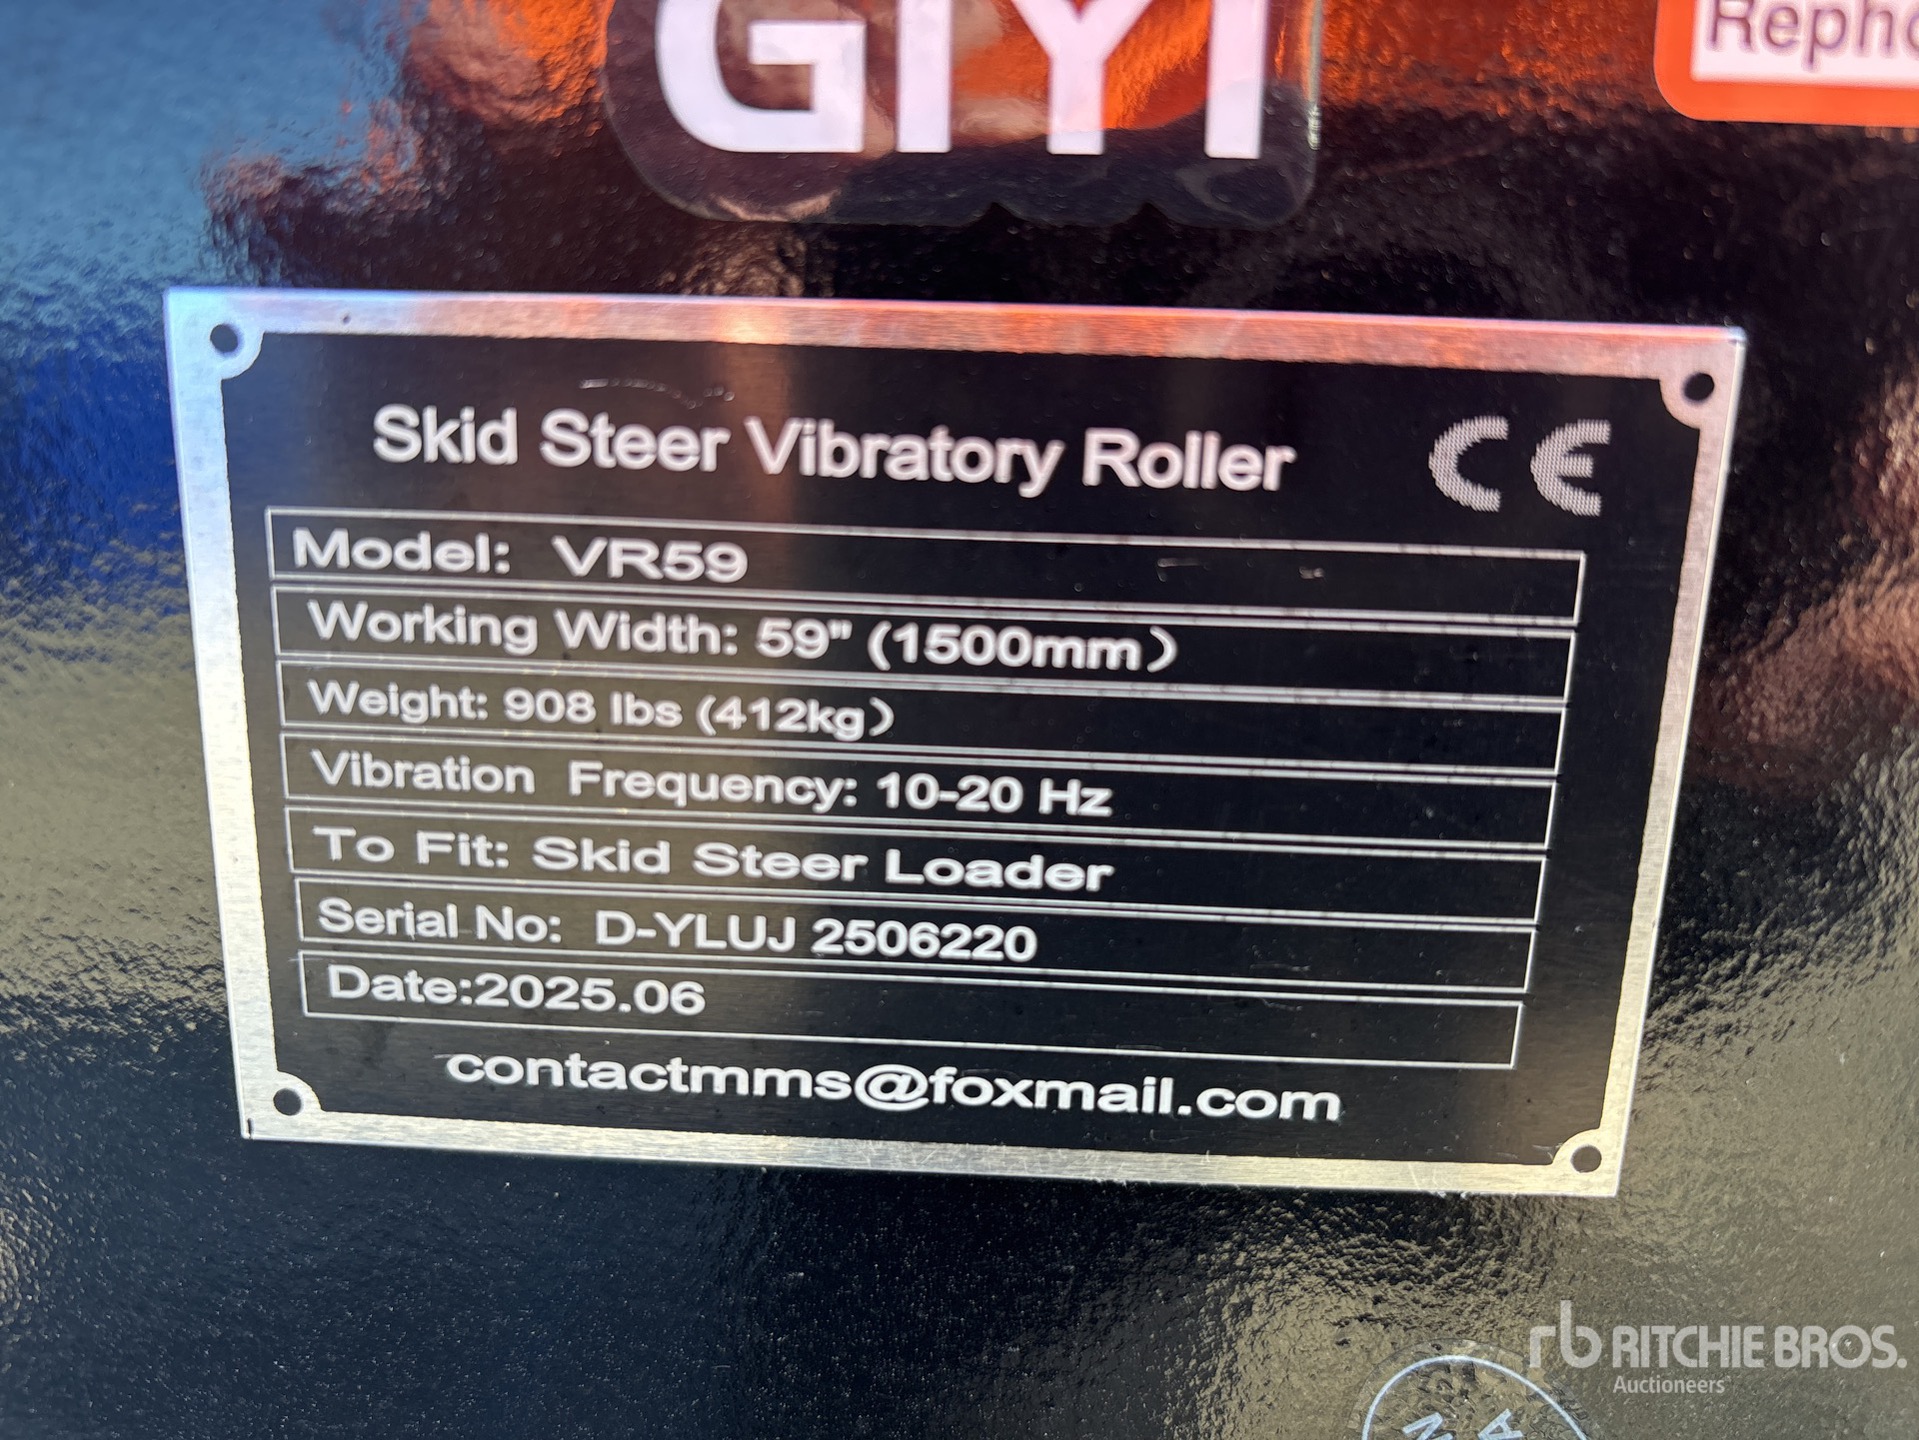 GIYI
Skid Steer Vibratory Roller CE
Model: VR59
Working Width: 59" (1500mm)
Weight: 908 lbs (412kg)
Vibration Frequency: 10-20 Hz
To Fit: Skid Steer Loader
Serial No: D-YLUJ 2506220
Date:2025.06
contactmms@foxmail.com
rb RITCHIE BROS.
Auctioneers